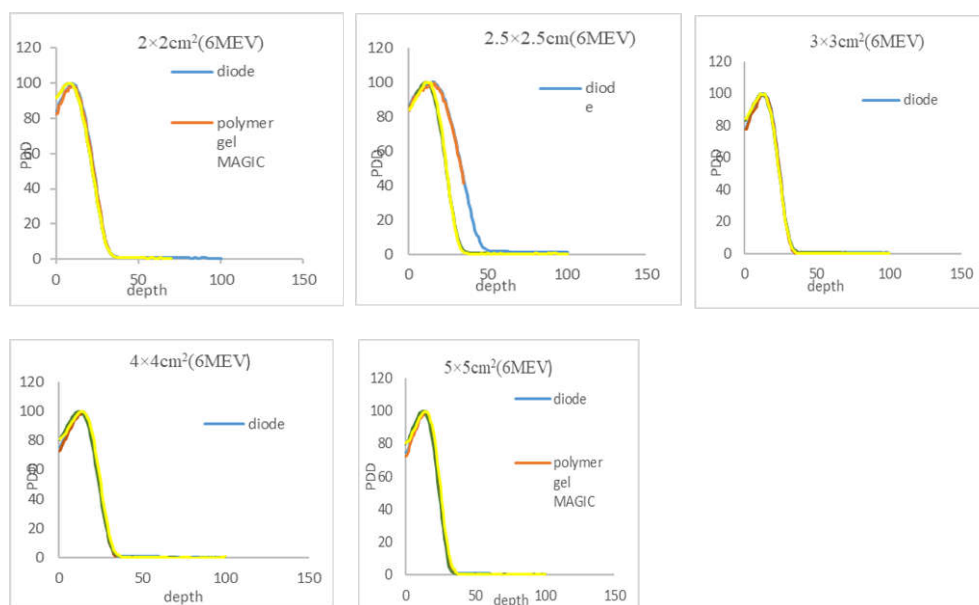 2×2cm²(6MEV)
120
100
80
60
40
20
0
PDD
0 50 100 150
depth
diode
polymer
gel
MAGIC
2.5×2.5cm(6MEV)
120
100
80
60
40
20
0
PDD
0 50 100 150
depth
diod
e
3×3cm²(6MEV)
120
100
80
60
40
20
0
PDD
0 50 100 150
depth
diode
4×4cm²(6MEV)
120
100
80
60
40
20
0
PDD
0 50 100 150
depth
diode
5×5cm²(6MEV)
120
100
80
60
40
20
0
PDD
0 50 100 150
depth
diode
polymer
gel
MAGIC